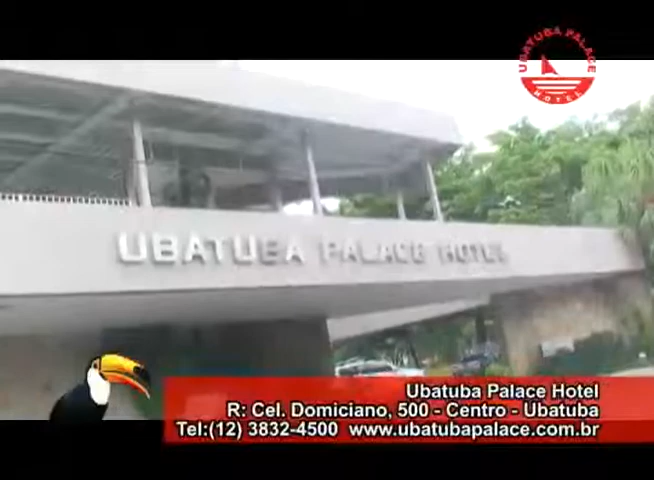 UBATUBA PALACE
HOTEL
UBATUBA PALACE HOTEL
Ubatuba Palace Hotel
R: Cel. Domiciano, 500 - Centro - Ubatuba
Tel:(12) 3832-4500 www.ubatubapalace.com.br